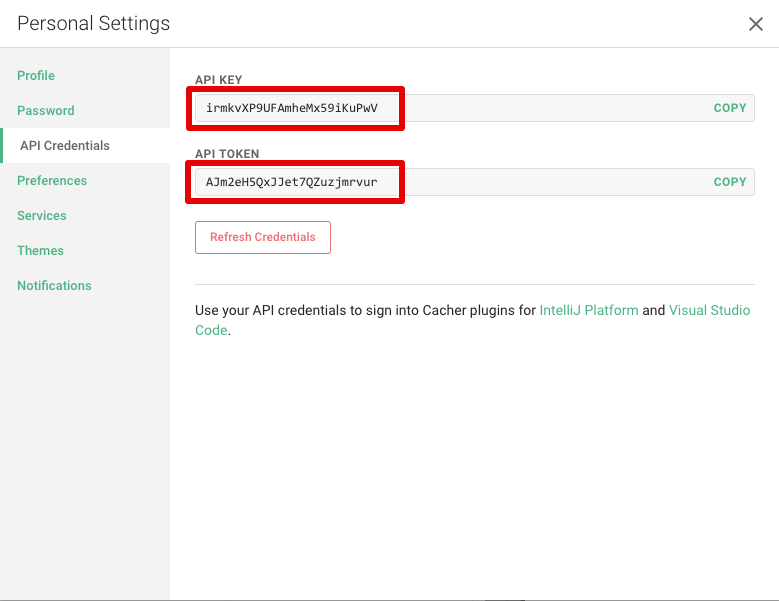 Personal Settings
Profile
Password
API Credentials
Preferences
Services
Themes
Notifications
API KEY
irmkvXP9UFAmheMx59iKuPwV COPY
API TOKEN
AJm2eH5QxJJet7QZuzjmrvur COPY
Refresh Credentials
Use your API credentials to sign into Cacher plugins for IntelliJ Platform and Visual Studio
Code.